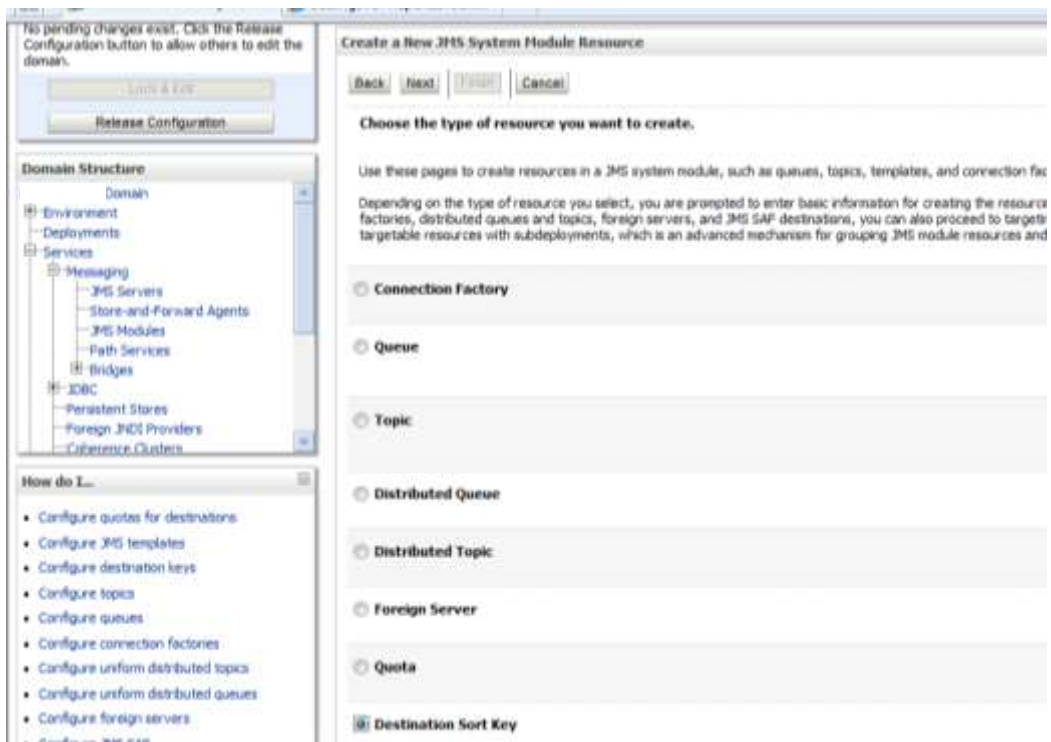 No pending changes exist. Click the Release
Configuration button to allow others to edit the
domain.
Lock & Edit
Release Configuration
Domain Structure
Domain
Environment
Deployments
Services
Messaging
JMS Servers
Store-and-Forward Agents
JMS Modules
Path Services
Bridges
JDBC
Persistent Stores
Foreign JNDI Providers
Coherence Clusters
How do I...
Configure quotas for destinations
Configure JMS templates
Configure destination keys
Configure topics
Configure queues
Configure connection factories
Configure uniform distributed topics
Configure uniform distributed queues
Configure foreign servers
Configure JMS SAF
Create a New JMS System Module Resource
Back Next Finish Cancel
Choose the type of resource you want to create.
Use these pages to create resources in a JMS system module, such as queues, topics, templates, and connection fac
Depending on the type of resource you select, you are prompted to enter basic information for creating the resource
factories, distributed queues and topics, foreign servers, and JMS SAF destinations, you can also proceed to targeti
targetable resources with subdeployments, which is an advanced mechanism for grouping JMS module resources and
Connection Factory
Queue
Topic
Distributed Queue
Distributed Topic
Foreign Server
Quota
Destination Sort Key